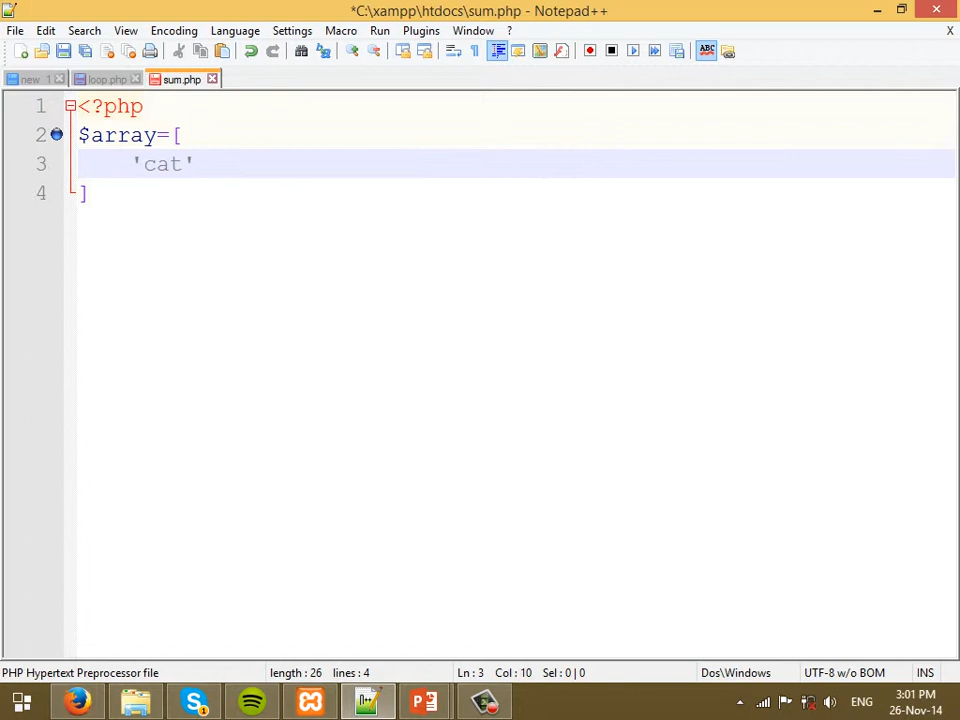 *C:\xampp\htdocs\sum.php - Notepad++
File Edit Search View Encoding Language Settings Macro Run Plugins Window ? X
ABC
new 1 loop.php sum.php
1 <?php
2 $array=[
3 'cat'
4 ]
PHP Hypertext Preprocessor file length : 26 lines : 4 Ln : 3 Col : 10 Sel : 0 | 0 Dos\Windows UTF-8 w/o BOM INS
ENG 3:01 PM
26-Nov-14